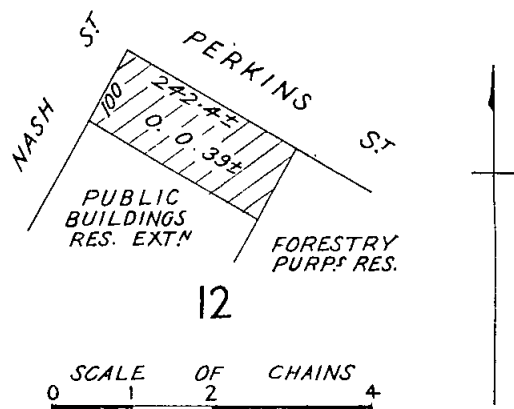 NASH ST
PERKINS ST
100
242.4±
0. 0. 39±
PUBLIC
BUILDINGS
RES. EXTN
FORESTRY
PURPS RES.
12
SCALE OF CHAINS
0 1 2 4